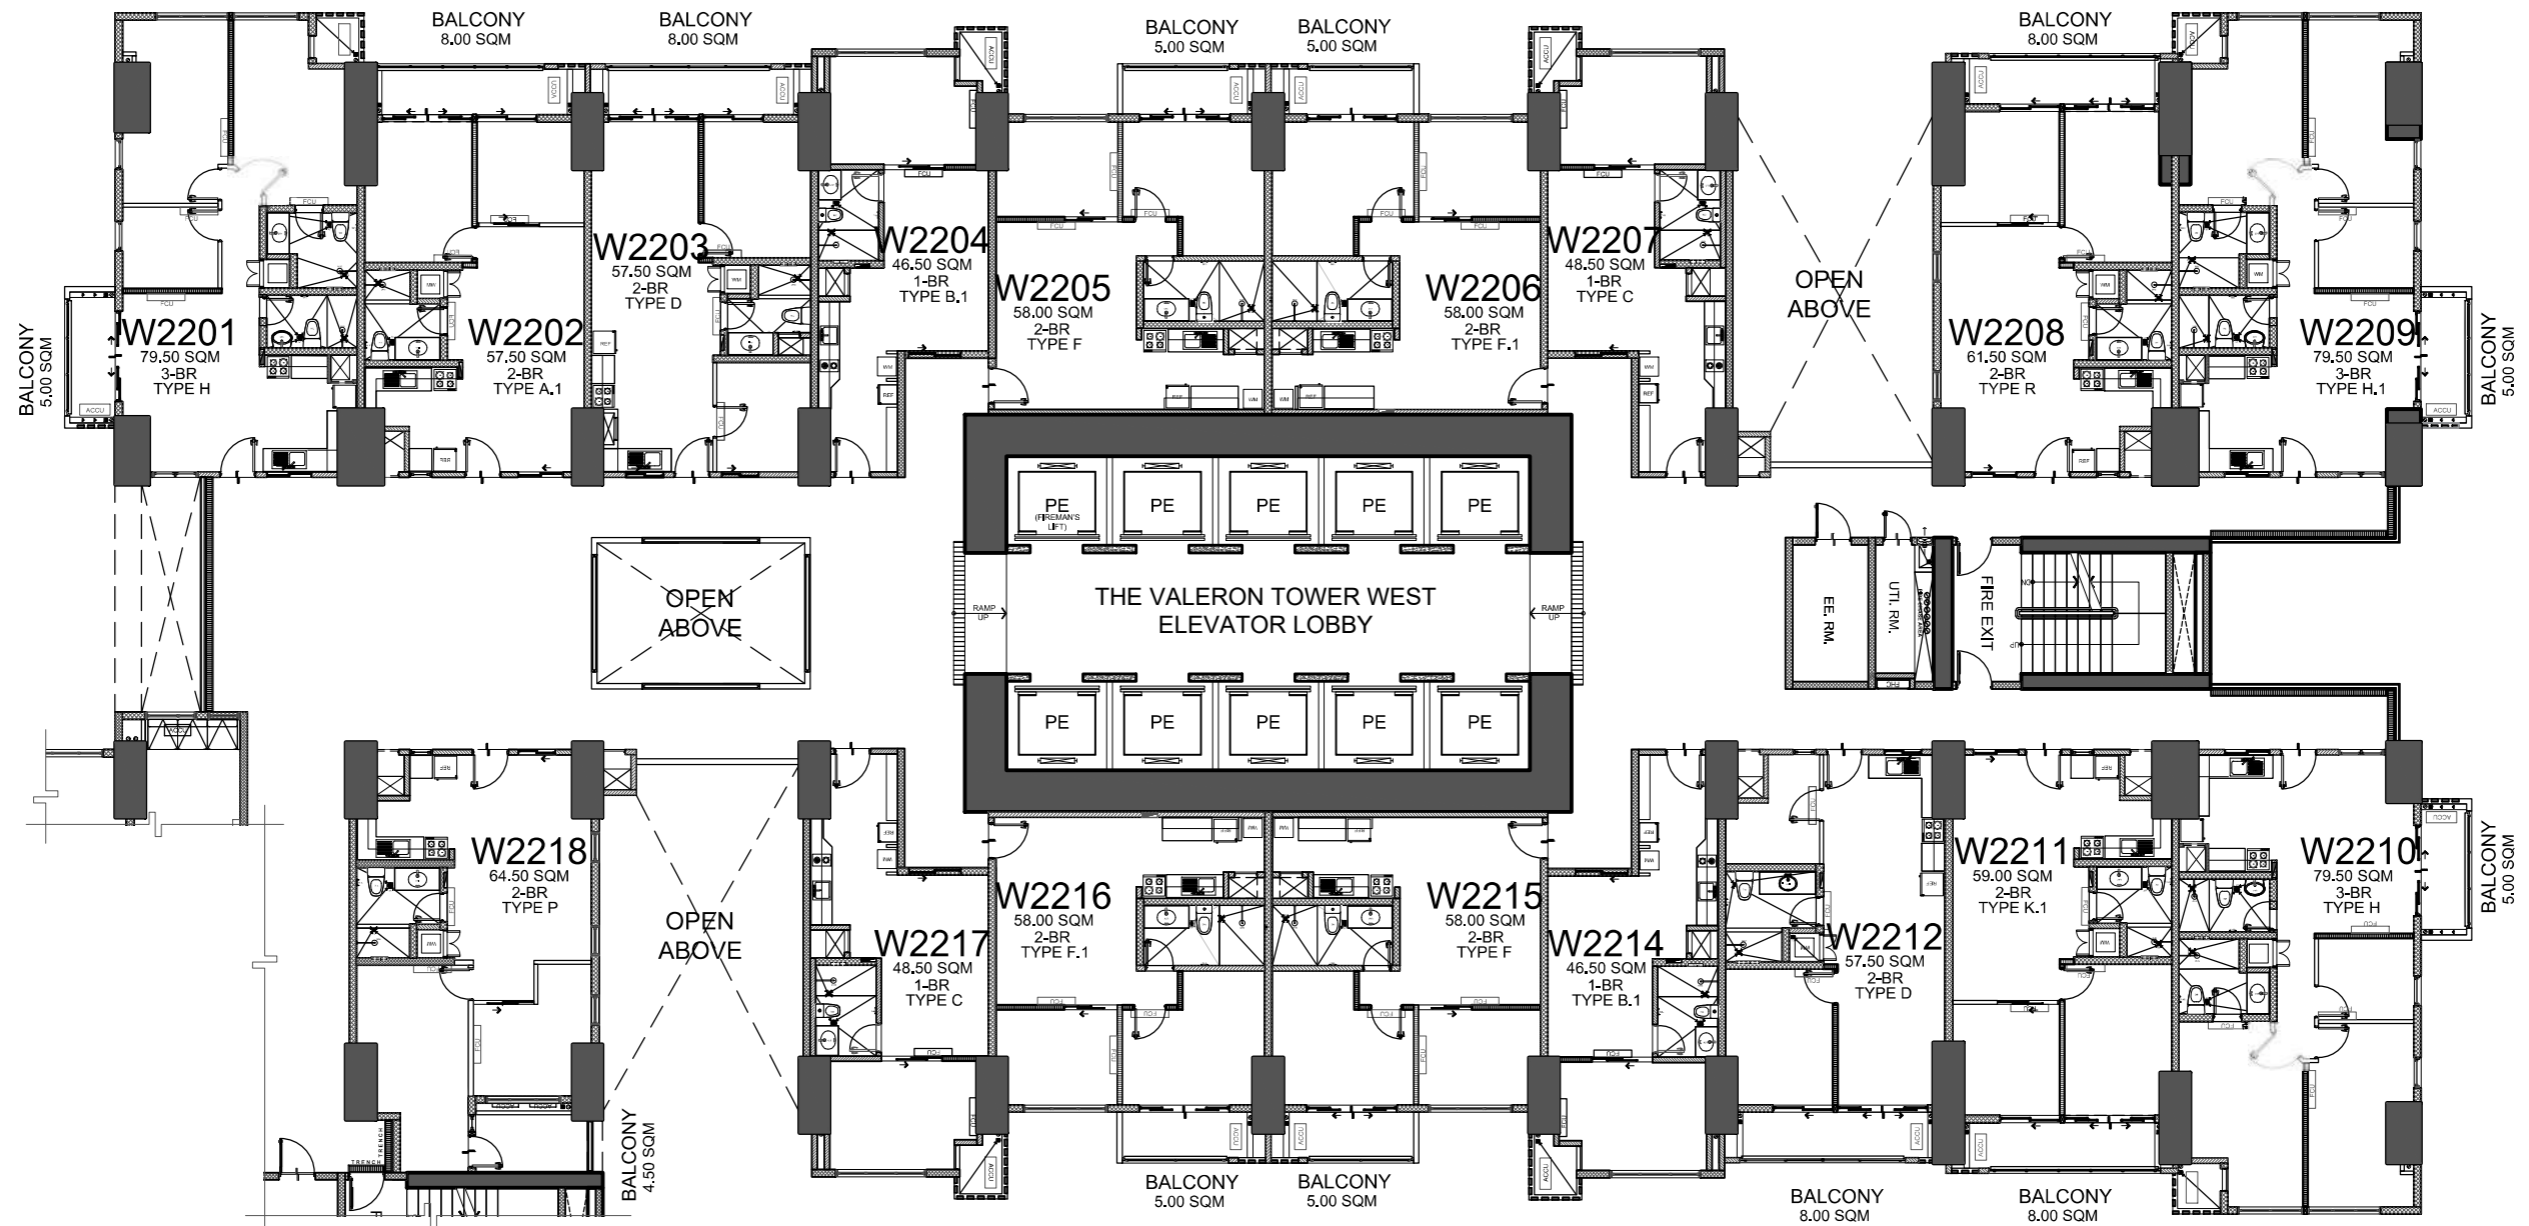 BALCONY
8.00 SQM
BALCONY
8.00 SQM
BALCONY
5.00 SQM
BALCONY
5.00 SQM
BALCONY
8.00 SQM
W2201
79.50 SQM
3-BR
TYPE H
BALCONY
5.00 SQM
W2202
57.50 SQM
2-BR
TYPE A.1
W2203
57.50 SQM
2-BR
TYPE D
W2204
46.50 SQM
1-BR
TYPE B.1
W2205
58.00 SQM
2-BR
TYPE F
W2206
58.00 SQM
2-BR
TYPE F.1
W2207
48.50 SQM
1-BR
TYPE C
OPEN
ABOVE
W2208
61.50 SQM
2-BR
TYPE R
W2209
79.50 SQM
3-BR
TYPE H.1
BALCONY
5.00 SQM
PE
(FIREMAN'S
LIFT)
PE
PE
PE
PE
OPEN
ABOVE
RAMP
UP
THE VALERON TOWER WEST
ELEVATOR LOBBY
RAMP
UP
EE. RM.
UTI. RM.
FHC
FIRE EXIT
DN
UP
PE
PE
PE
PE
PE
W2218
64.50 SQM
2-BR
TYPE P
OPEN
ABOVE
W2217
48.50 SQM
1-BR
TYPE C
W2216
58.00 SQM
2-BR
TYPE F.1
W2215
58.00 SQM
2-BR
TYPE F
W2214
46.50 SQM
1-BR
TYPE B.1
W2212
57.50 SQM
2-BR
TYPE D
W2211
59.00 SQM
2-BR
TYPE K.1
W2210
79.50 SQM
3-BR
TYPE H
BALCONY
5.00 SQM
TRENCH
TRENCH
BALCONY
4.50 SQM
BALCONY
5.00 SQM
BALCONY
5.00 SQM
BALCONY
8.00 SQM
BALCONY
8.00 SQM